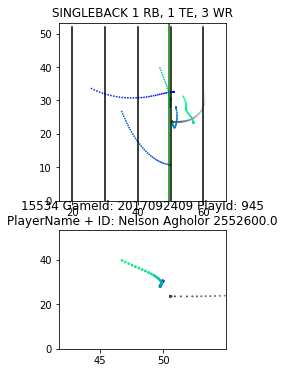 SINGLEBACK 1 RB, 1 TE, 3 WR
50
40
30
20
10
0
20 40 60
15534 GameId: 2017092409 PlayId: 945
PlayerName + ID: Nelson Agholor 2552600.0
40
20
0
45 50